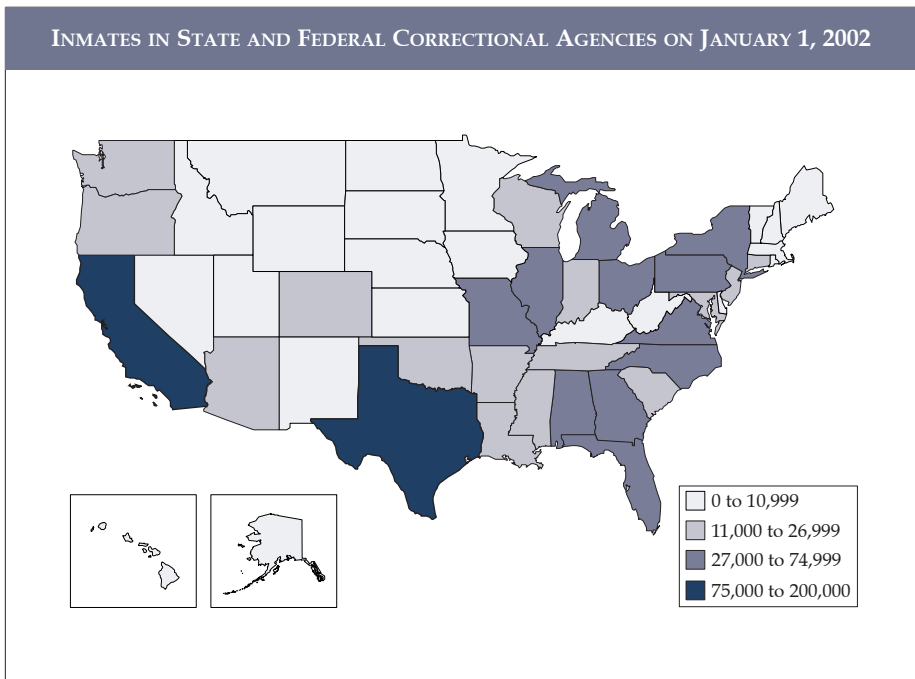 INMATES IN STATE AND FEDERAL CORRECTIONAL AGENCIES ON JANUARY 1, 2002
0 to 10,999
11,000 to 26,999
27,000 to 74,999
75,000 to 200,000